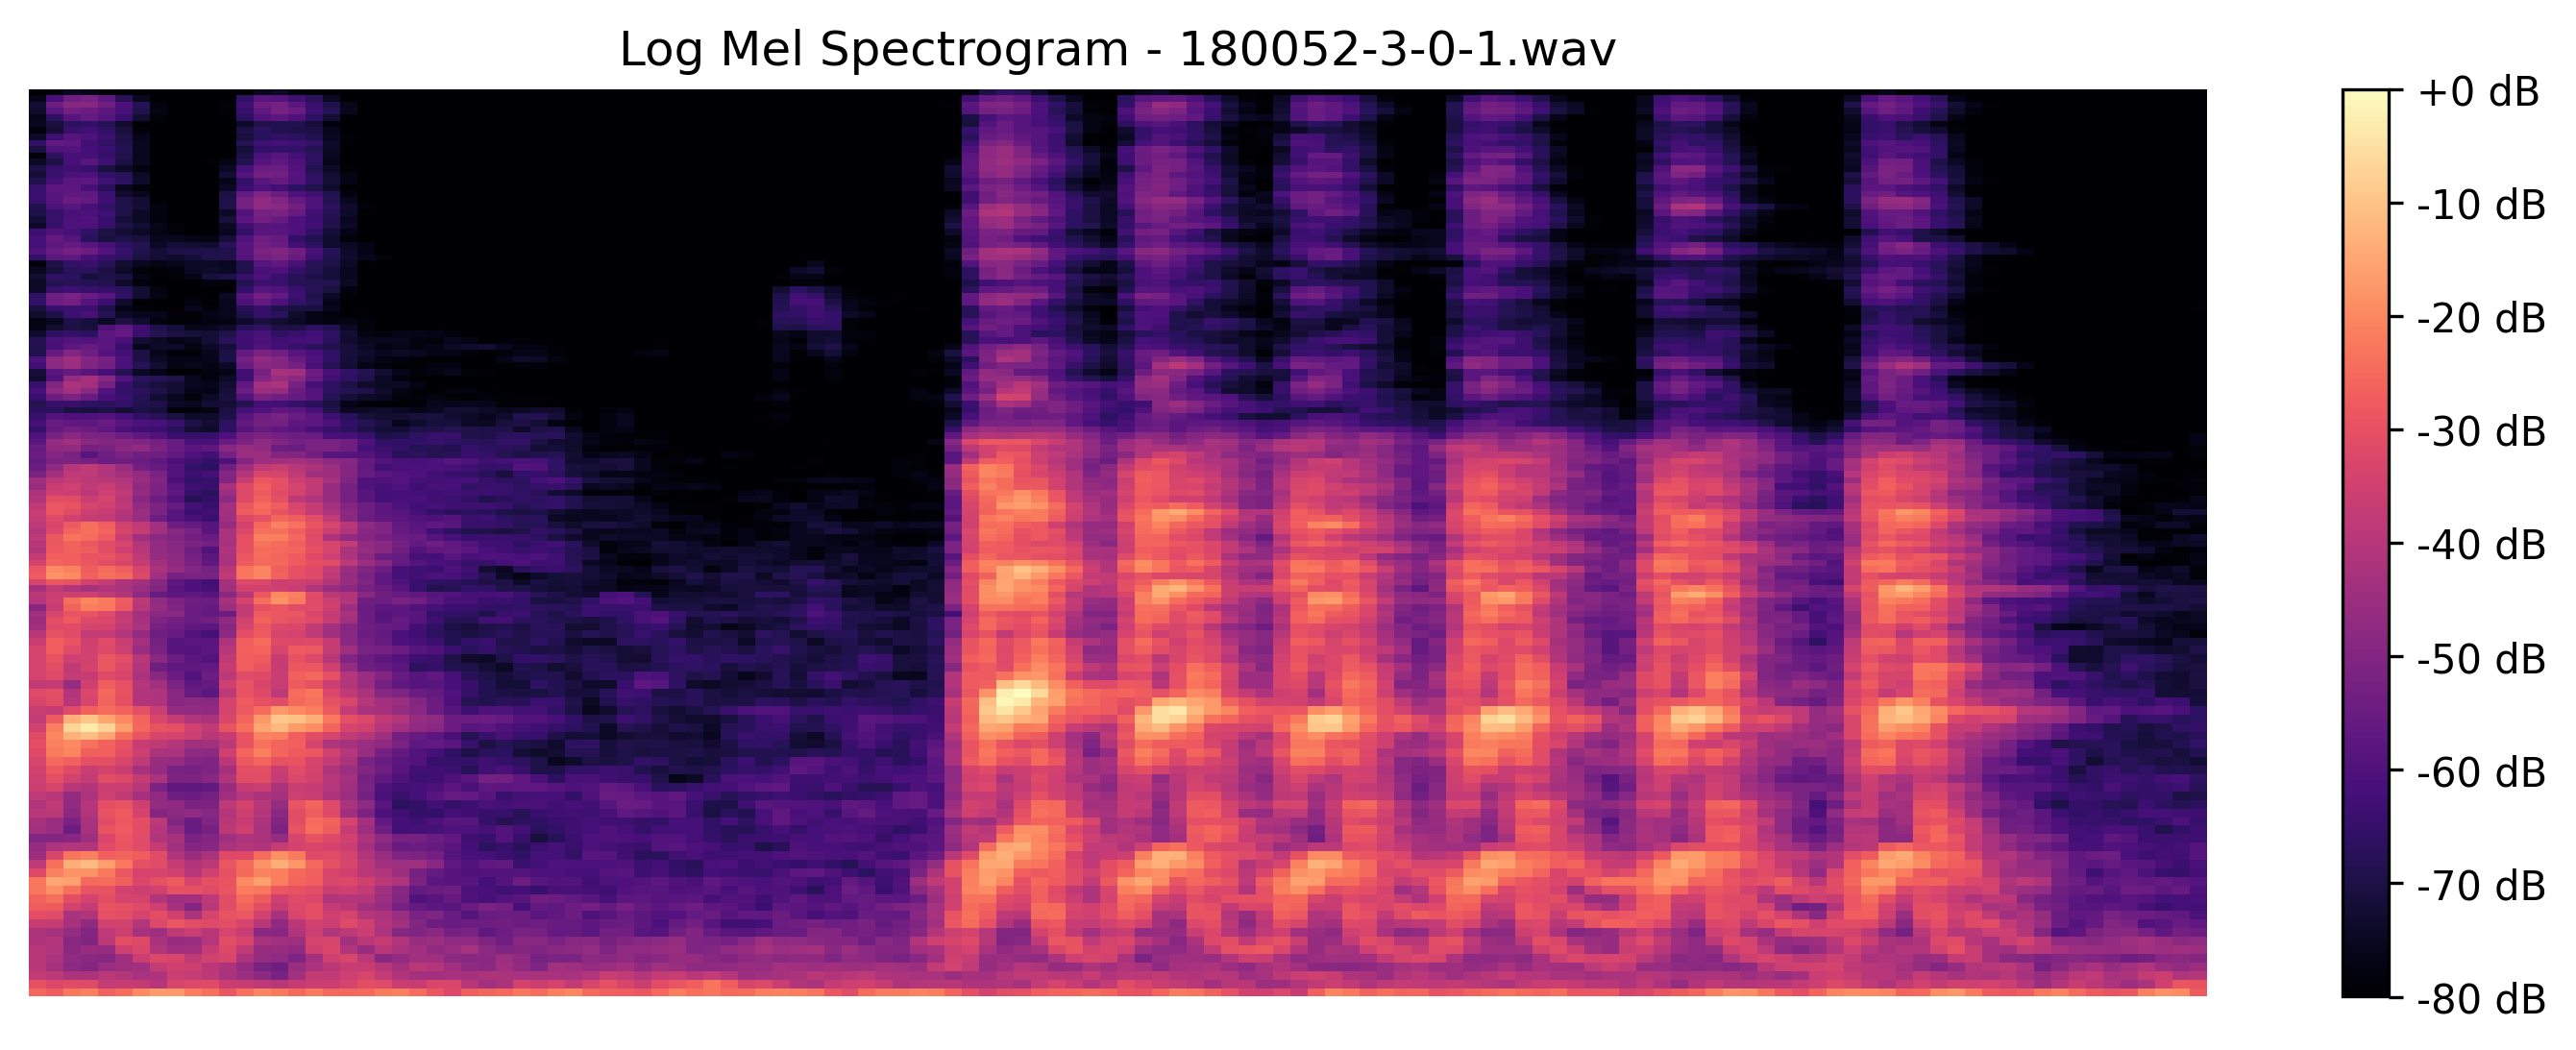 Log Mel Spectrogram - 180052-3-0-1.wav
+0 dB
-10 dB
-20 dB
-30 dB
-40 dB
-50 dB
-60 dB
-70 dB
-80 dB